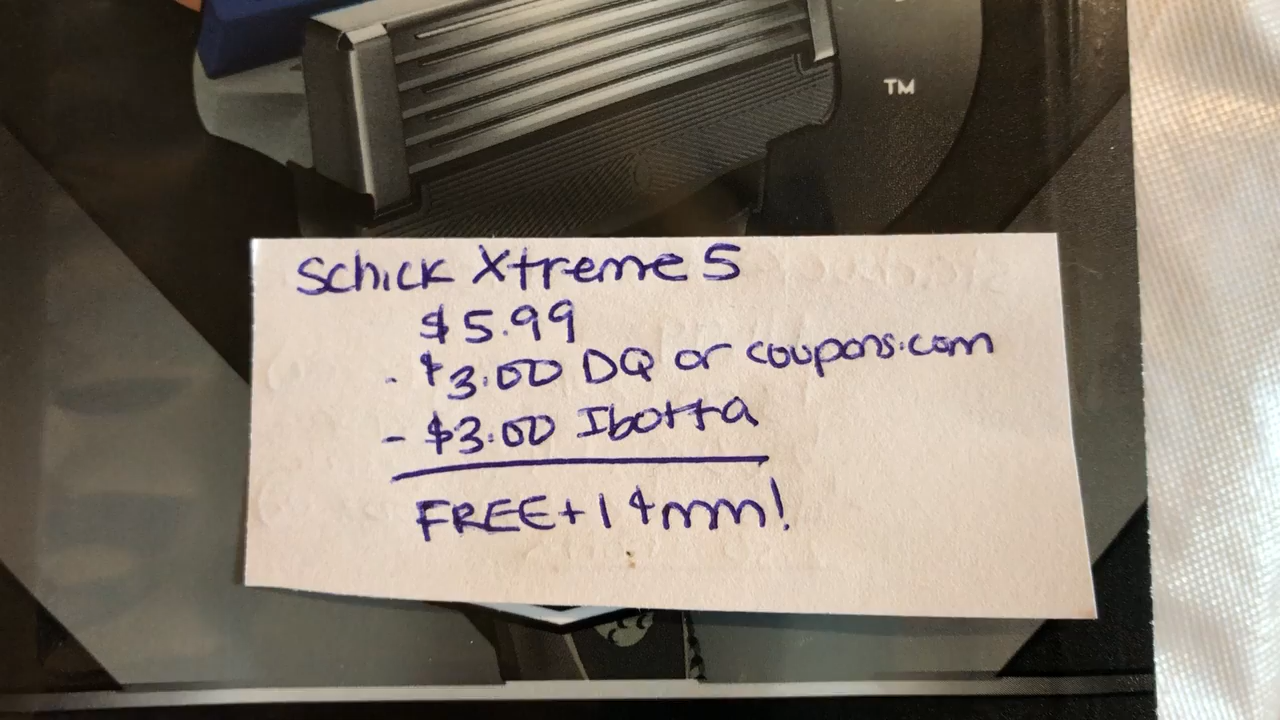 TM
Schick Xtreme 5
$5.99
- $3.00 DQ or coupons.com
- $3.00 Ibotta
FREE + 1¢ mm!